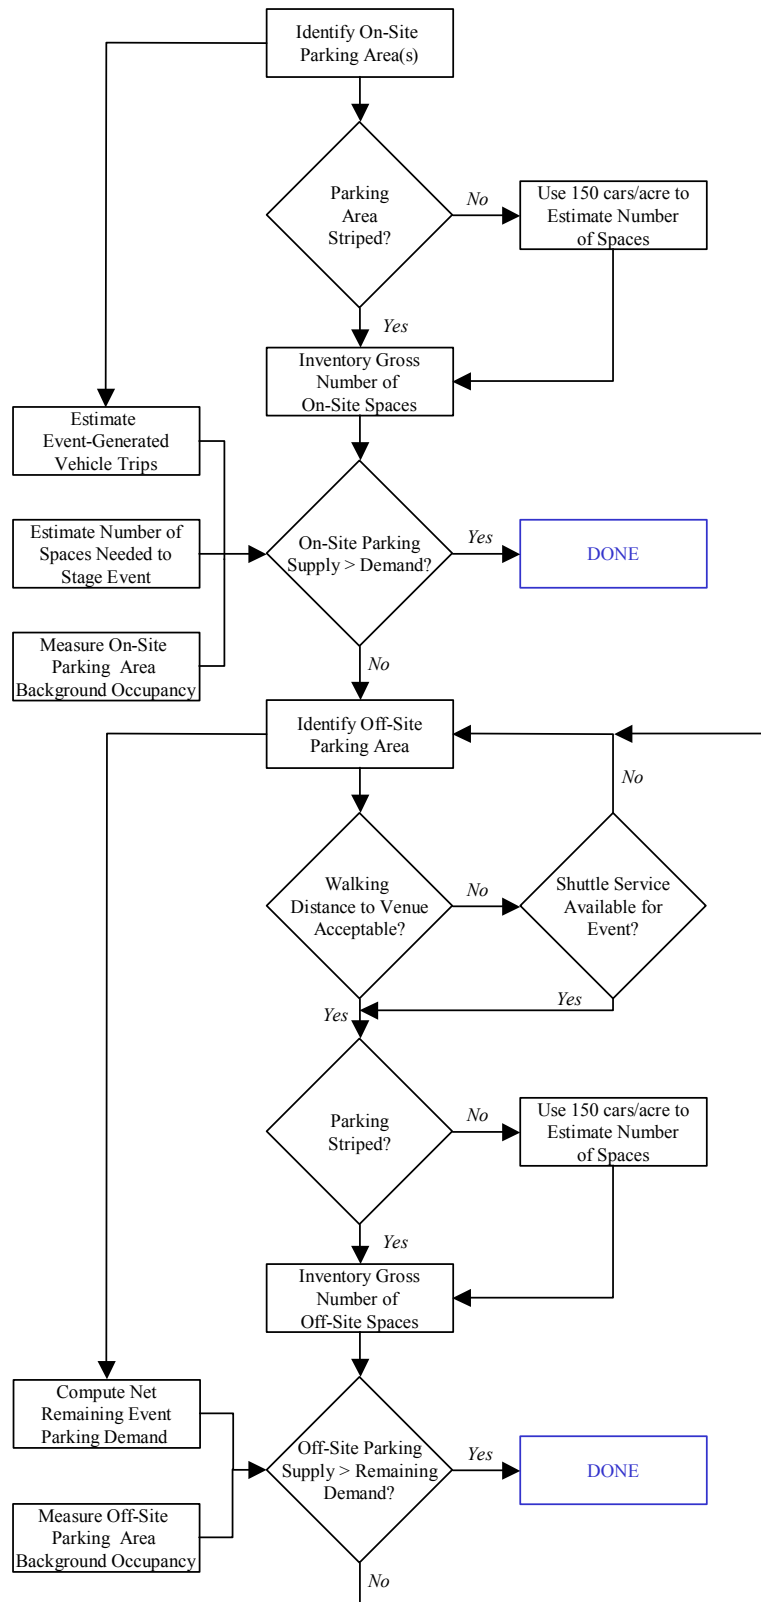 Identify On-Site
Parking Area(s)
Parking
Area
Striped?
No
Use 150 cars/acre to
Estimate Number
of Spaces
Yes
Inventory Gross
Number of
On-Site Spaces
Estimate
Event-Generated
Vehicle Trips
Estimate Number of
Spaces Needed to
Stage Event
On-Site Parking
Supply > Demand?
Yes
DONE
Measure On-Site
Parking Area
Background Occupancy
No
Identify Off-Site
Parking Area
No
Walking
Distance to Venue
Acceptable?
No
Shuttle Service
Available for
Event?
Yes
Yes
Parking
Striped?
No
Use 150 cars/acre to
Estimate Number
of Spaces
Yes
Inventory Gross
Number of
Off-Site Spaces
Compute Net
Remaining Event
Parking Demand
Off-Site Parking
Supply > Remaining
Demand?
Yes
DONE
Measure Off-Site
Parking Area
Background Occupancy
No